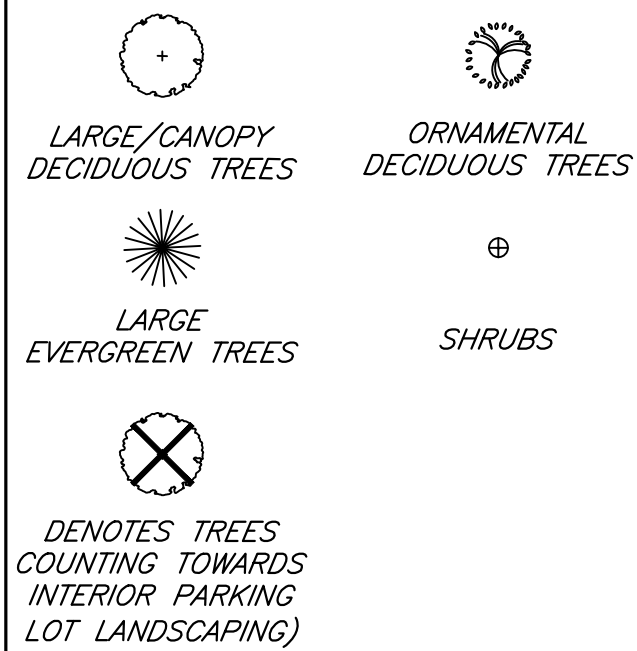 LARGE/CANOPY
DECIDUOUS TREES
ORNAMENTAL
DECIDUOUS TREES
LARGE
EVERGREEN TREES
SHRUBS
DENOTES TREES
COUNTING TOWARDS
INTERIOR PARKING
LOT LANDSCAPING)